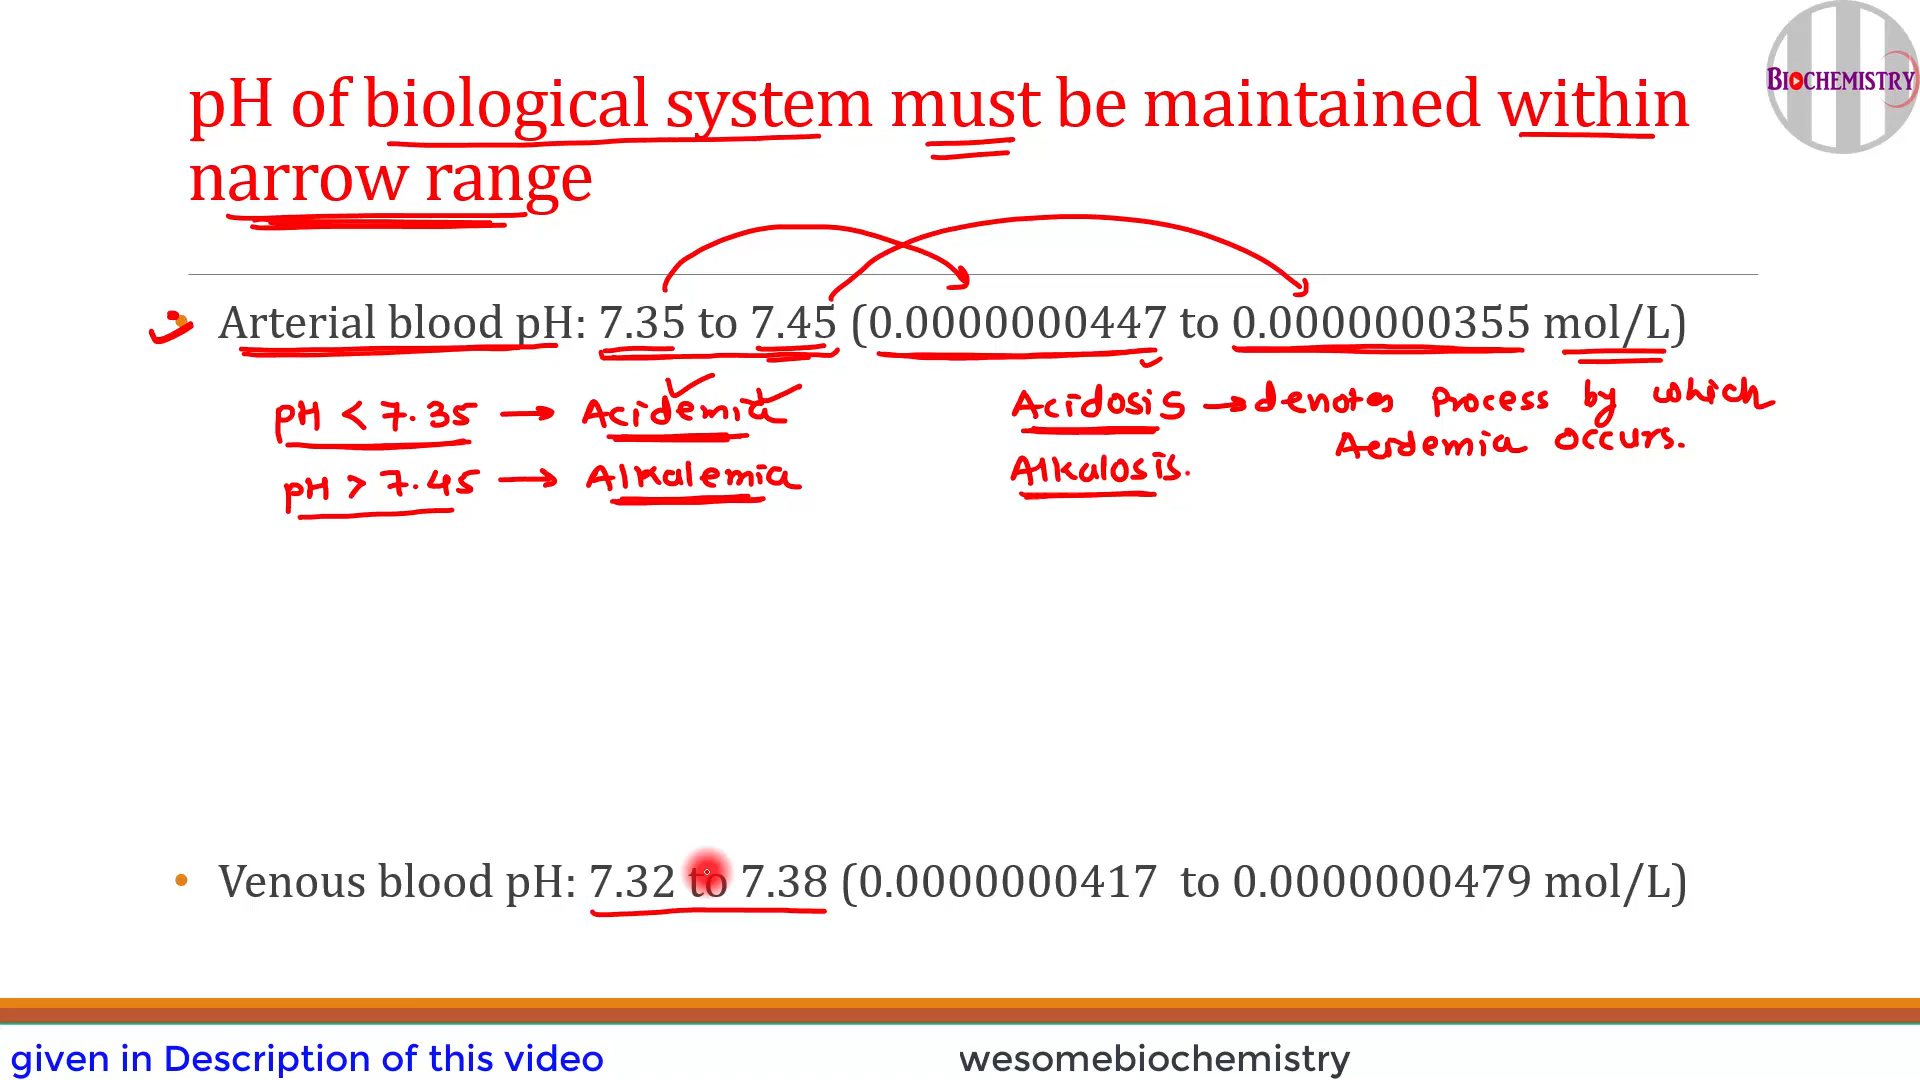 BIOCHEMISTRY
pH of biological system must be maintained within
narrow range
Arterial blood pH: 7.35 to 7.45 (0.0000000447 to 0.0000000355 mol/L)
pH < 7.35 → Acidemia
Acidosis → denotes Process by which
Acidemia occurs.
pH > 7.45 → Alkalemia
Alkalosis.
• Venous blood pH: 7.32 to 7.38 (0.0000000417 to 0.0000000479 mol/L)
given in Description of this video
wesomebiochemistry